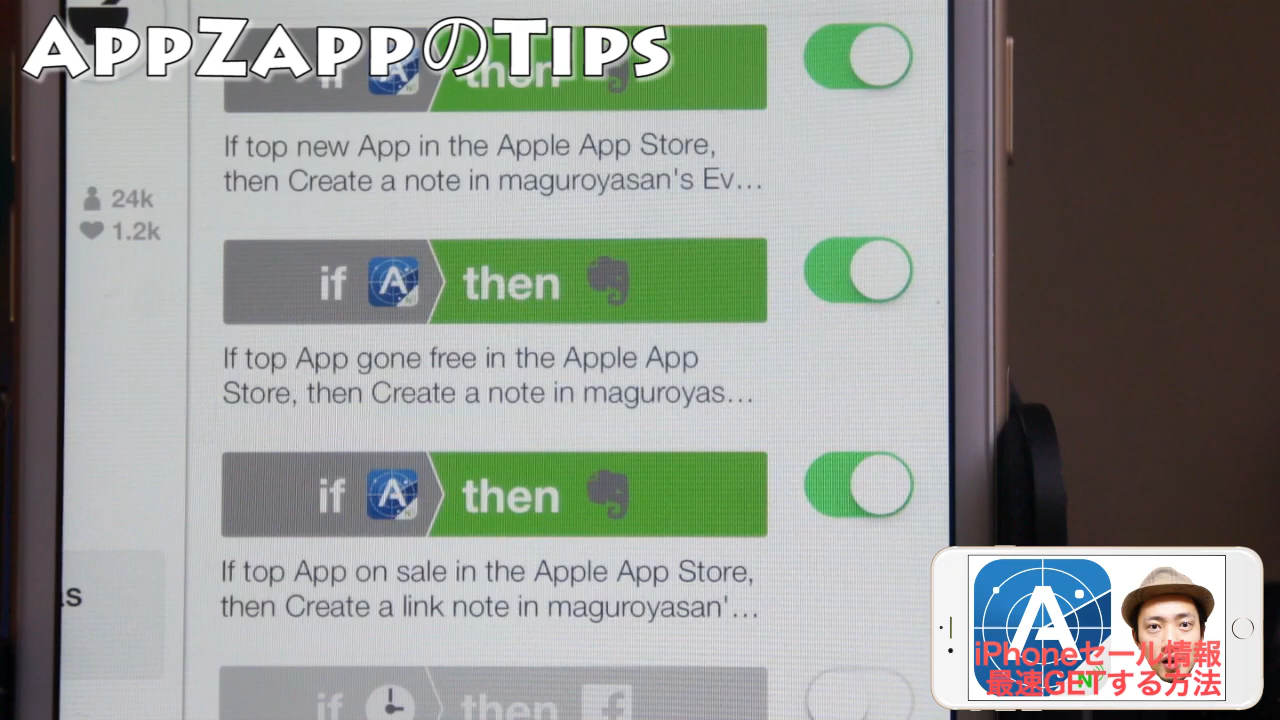 AppZappのTips
if then
If top new App in the Apple App Store,
then Create a note in maguroyasan's Ev...
24k
1.2k
if A then
If top App gone free in the Apple App
Store, then Create a note in maguroyas...
if A then
If top App on sale in the Apple App Store,
then Create a link note in maguroyasan'...
if then
A
iPhoneセール情報
最速GETする方法